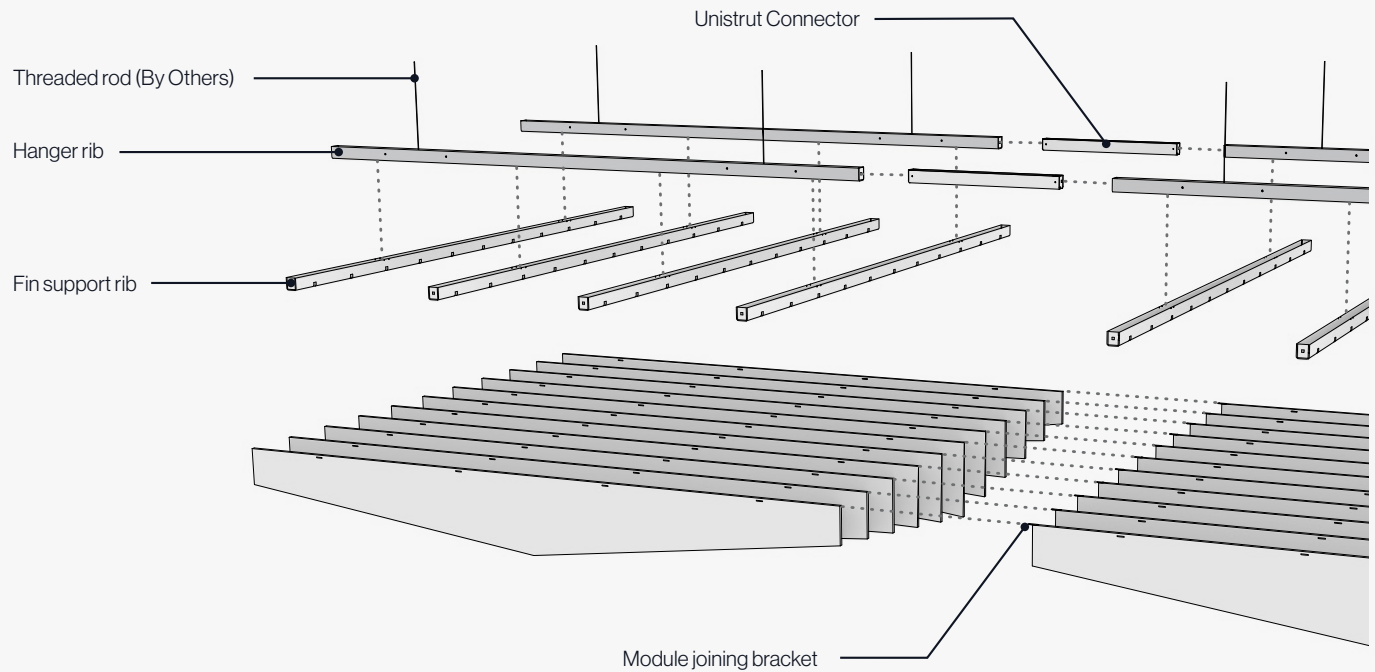 Unistrut Connector
Threaded rod (By Others)
Hanger rib
Fin support rib
Module joining bracket